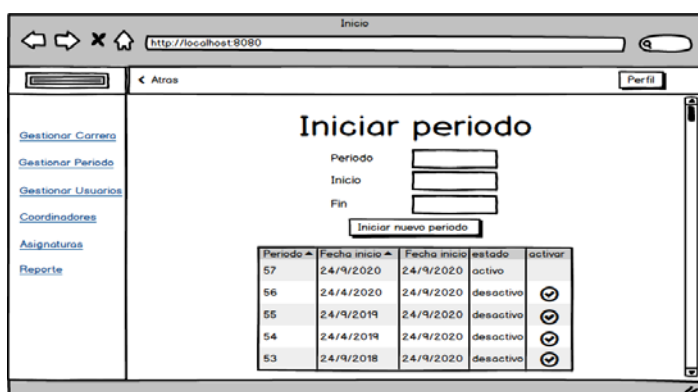 Inicio
http://localhost:8080
Atras
Perfil
Gestionar Carrera
Gestionar Periodo
Gestionar Usuarios
Coordinadores
Asignaturas
Reporte
Iniciar periodo
Periodo
Inicio
Fin
Iniciar nuevo periodo
Periodo Fecha inicio Fecha inicio estado activar
57 24/9/2020 24/9/2020 activo
56 24/4/2020 24/9/2020 desactivo
55 24/9/2019 24/9/2020 desactivo
54 24/4/2019 24/9/2020 desactivo
53 24/9/2018 24/9/2020 desactivo